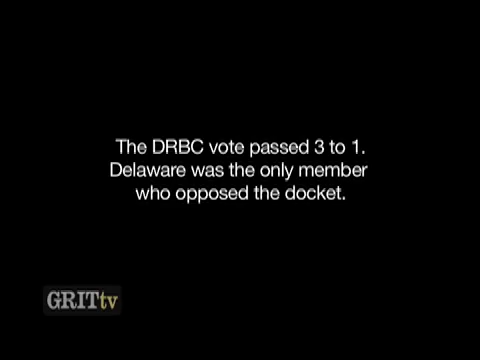 The DRBC vote passed 3 to 1.
Delaware was the only member
who opposed the docket.
GRITtv